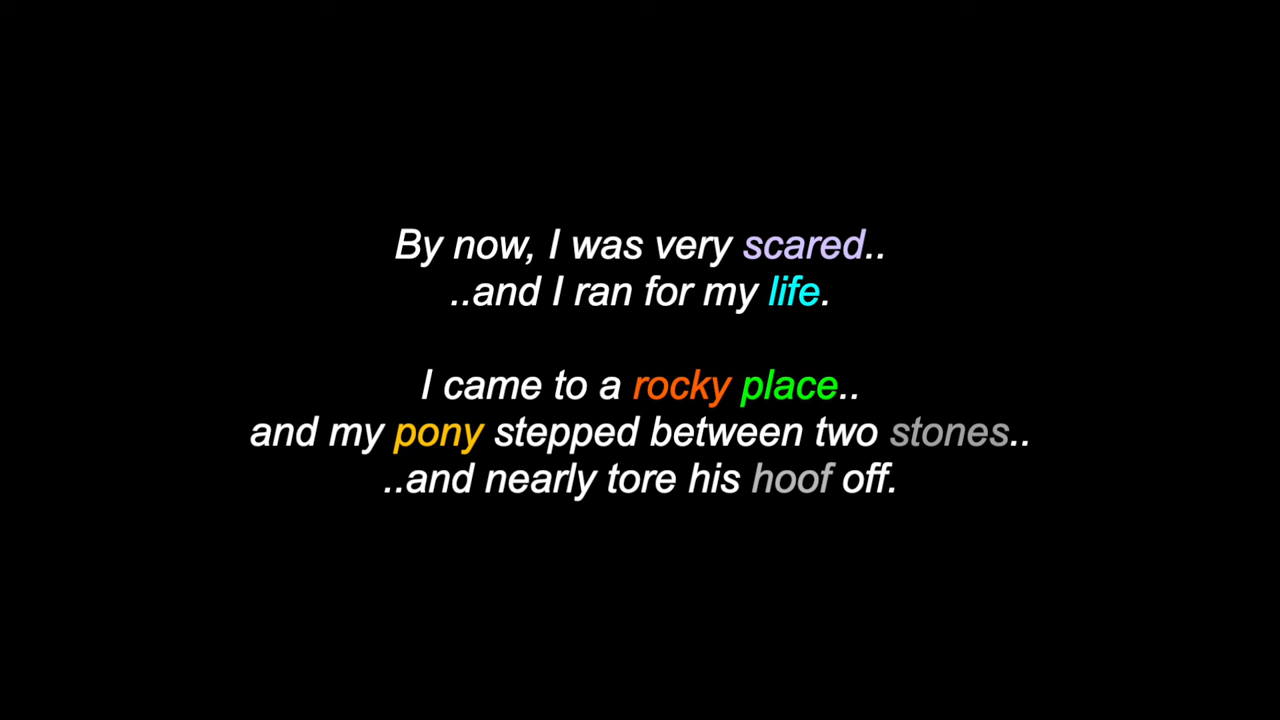 By now, I was very scared..
..and I ran for my life.
I came to a rocky place..
and my pony stepped between two stones..
..and nearly tore his hoof off.